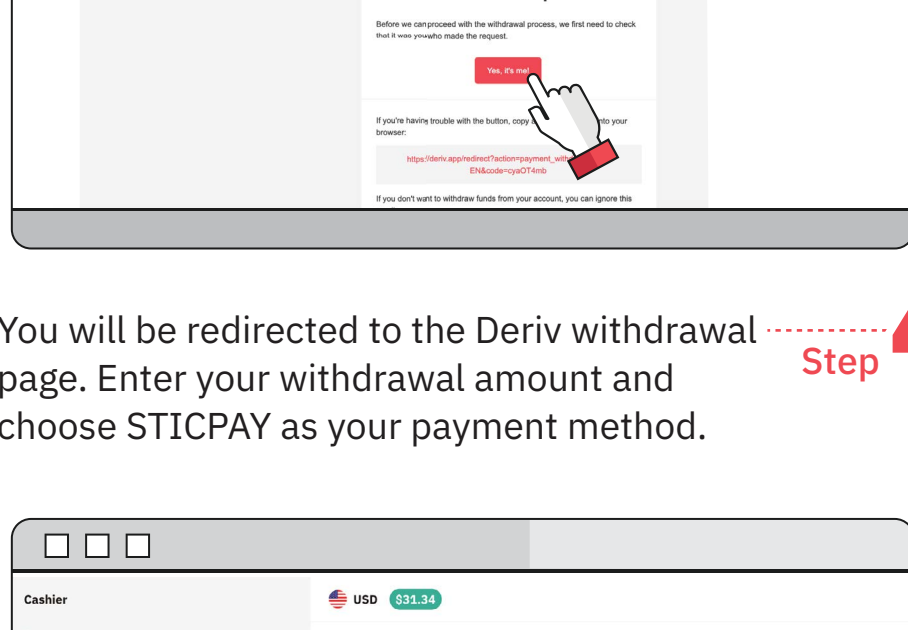 Before we can proceed with the withdrawal process, we first need to check
that it was you who made the request.
Yes, it's me!
If you're having trouble with the button, copy into your
browser:
https://deriv.app/redirect?action=payment_with
EN&code=cyaOT4mb
If you don't want to withdraw funds from your account, you can ignore this
You will be redirected to the Deriv withdrawal
page. Enter your withdrawal amount and
choose STICPAY as your payment method.
Step
Cashier
USD $31.34